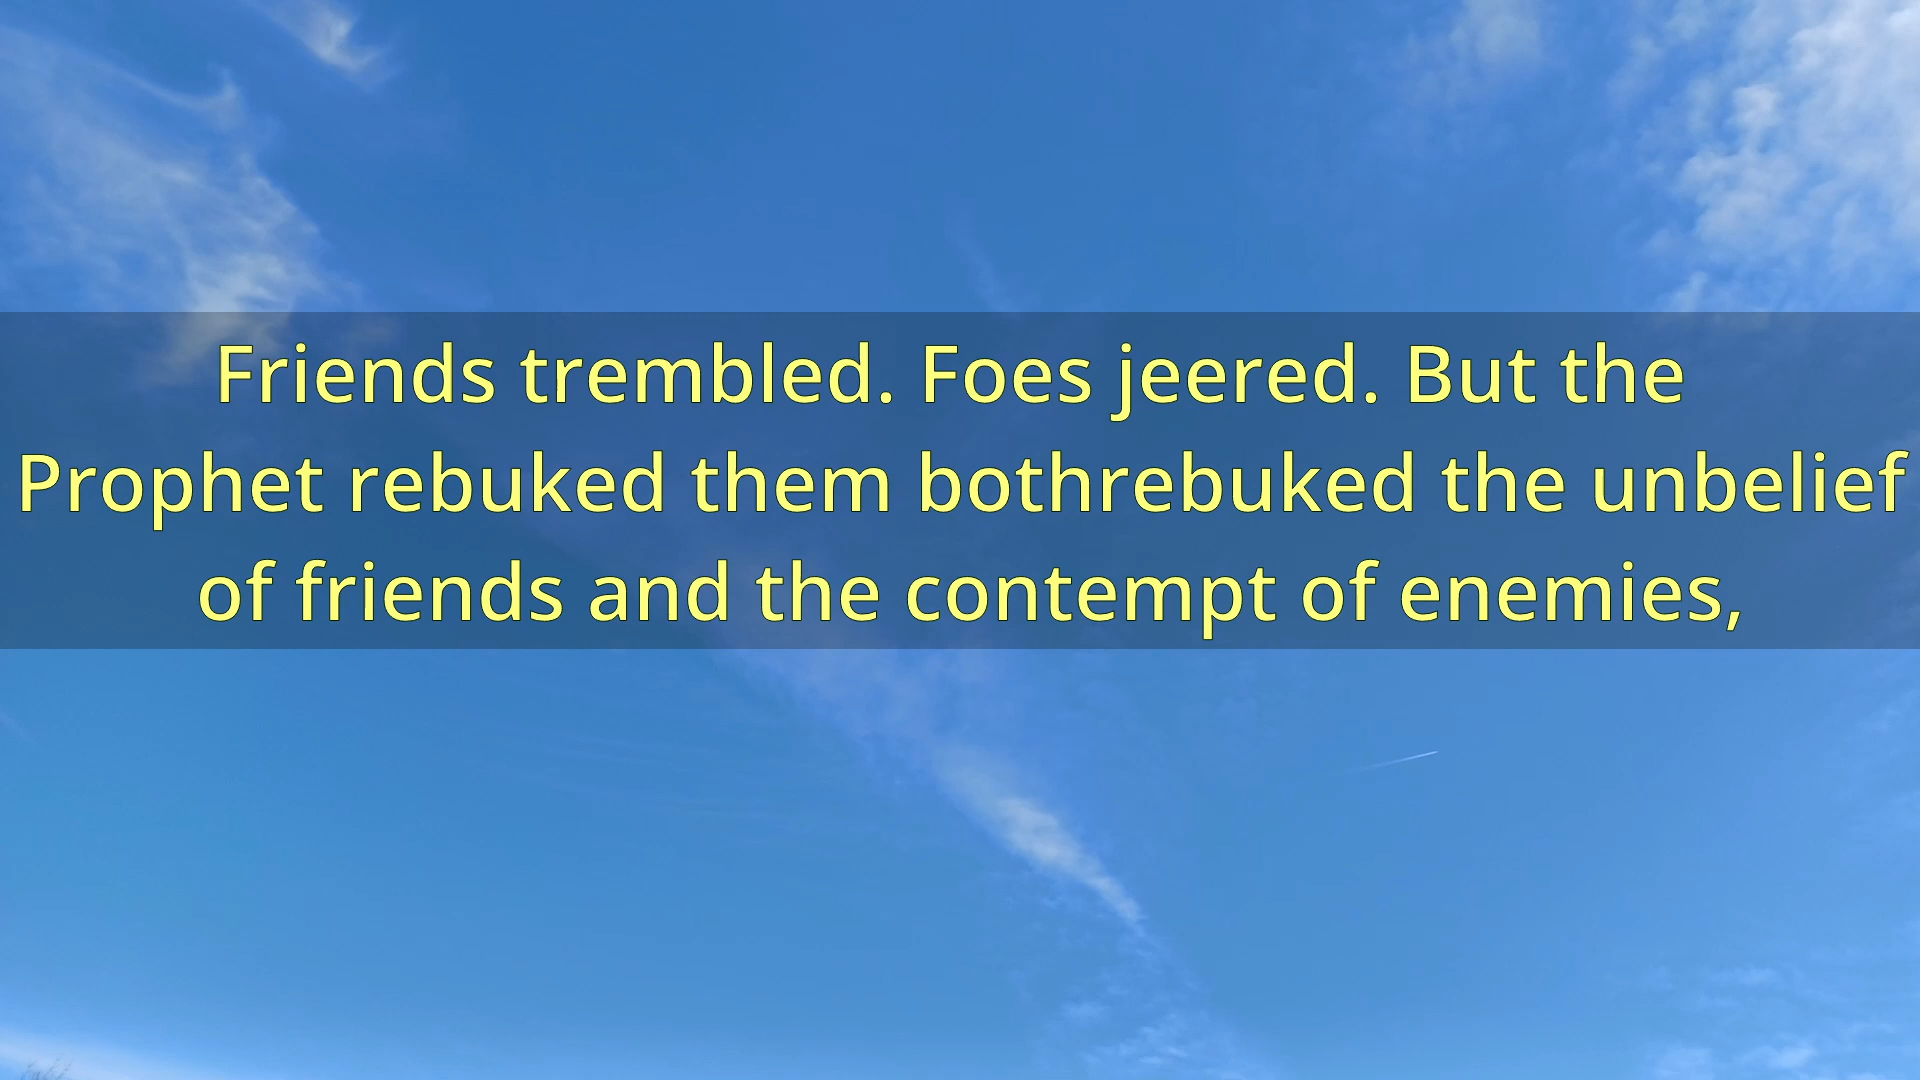 Friends trembled. Foes jeered. But the
Prophet rebuked them bothrebuked the unbelief
of friends and the contempt of enemies,